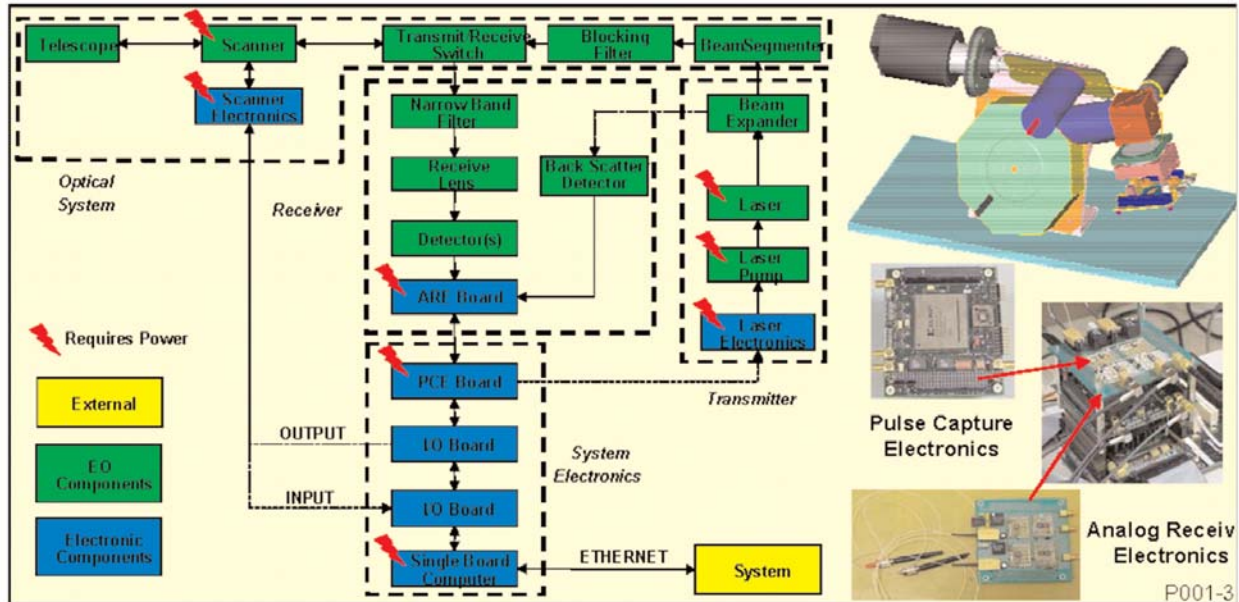 Telescope
Scanner
Transmit/Receive
Switch
Blocking
Filter
BeamSegmenter
Scanner
Electronics
Narrow Band
Filter
Beam
Expander
Optical
System
Receiver
Receive
Lens
Back Scatter
Detector
Laser
Detector(s)
Laser
Pump
ARE Board
Laser
Electronics
Requires Power
PCE Board
Transmitter
External
OUTPUT
I/O Board
System
Electronics
EO
Components
INPUT
I/O Board
Electronic
Components
Single Board
Computer
ETHERNET
System
Pulse Capture
Electronics
Analog Receiv
Electronics
P001-3